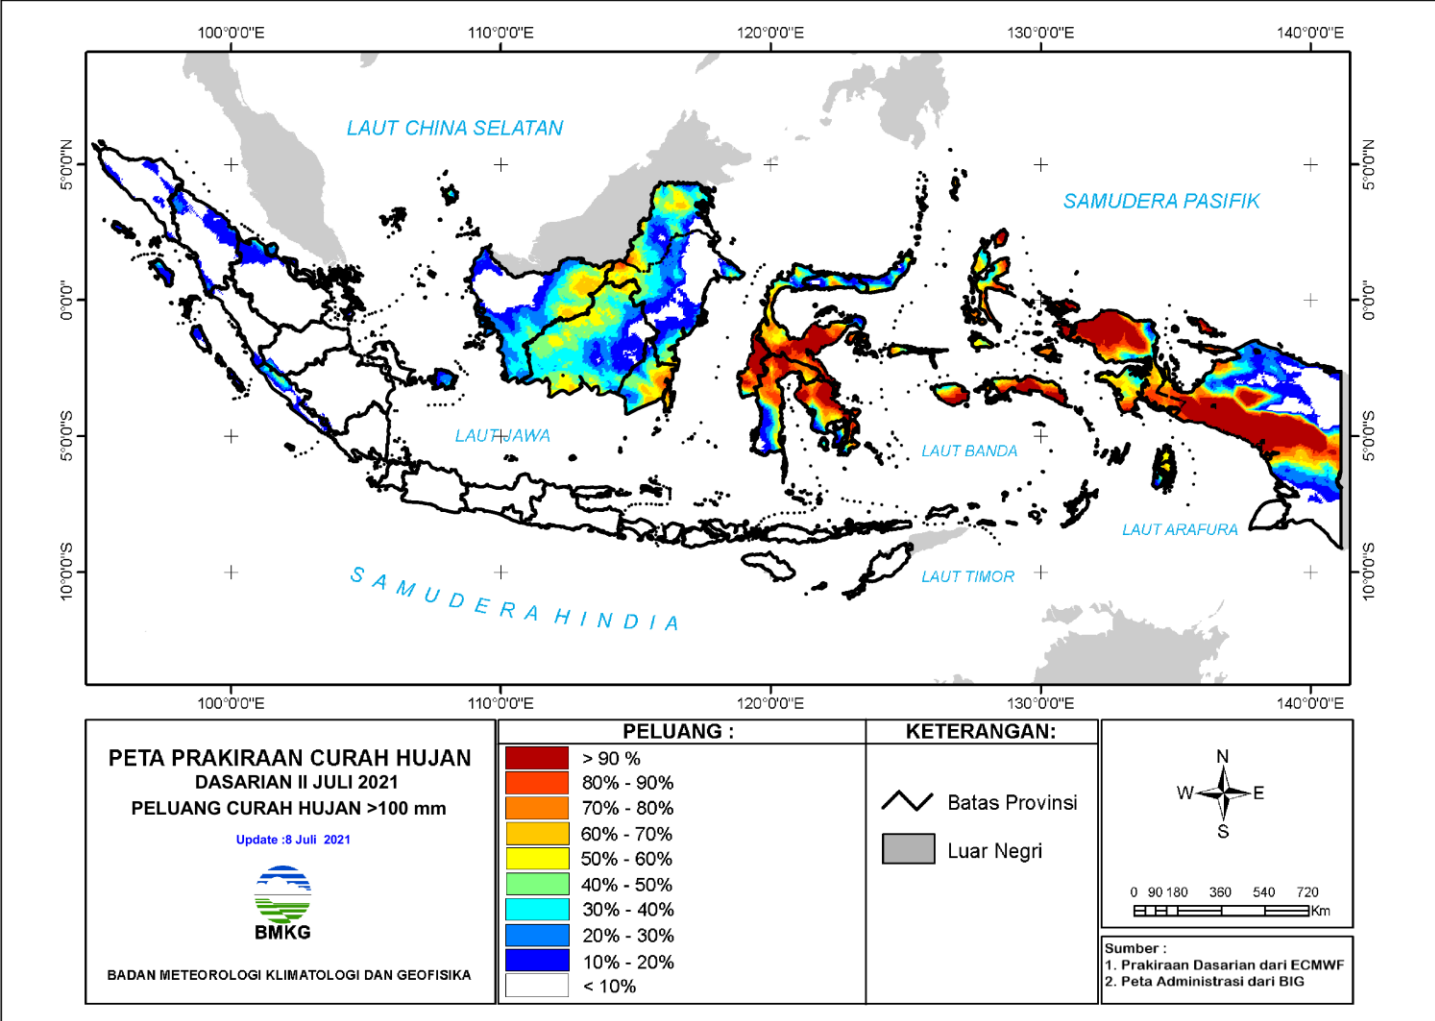 100°0'0"E 110°0'0"E 120°0'0"E 130°0'0"E 140°0'0"E
LAUT CHINA SELATAN
5°0'0"N 5°0'0"N
SAMUDERA PASIFIK
0°0'0" 0°0'0"
5°0'0"S LAUT JAWA 5°0'0"S
LAUT BANDA
LAUT ARAFURA
10°0'0"S LAUT TIMOR 10°0'0"S
SAMUDERA HINDIA
100°0'0"E 110°0'0"E 120°0'0"E 130°0'0"E 140°0'0"E
PETA PRAKIRAAN CURAH HUJAN
DASARIAN II JULI 2021
PELUANG CURAH HUJAN >100 mm
Update :8 Juli 2021
BMKG
BADAN METEOROLOGI KLIMATOLOGI DAN GEOFISIKA
PELUANG :
> 90 %
80% - 90%
70% - 80%
60% - 70%
50% - 60%
40% - 50%
30% - 40%
20% - 30%
10% - 20%
< 10%
KETERANGAN:
Batas Provinsi
Luar Negri
N
W E
S
0 90 180 360 540 720
Km
Sumber :
1. Prakiraan Dasarian dari ECMWF
2. Peta Administrasi dari BIG